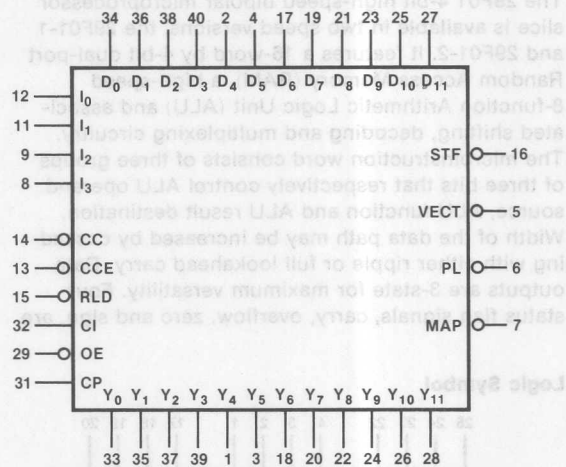 34 36 38 40 2 4 17 19 21 23 25 27
D0 D1 D2 D3 D4 D5 D6 D7 D8 D9 D10 D11
12 I0
11 I1
9 I2
8 I3
STF 16
VECT 5
14 CC
13 CCE
PL 6
15 RLD
32 CI
MAP 7
29 OE
31 CP
Y0 Y1 Y2 Y3 Y4 Y5 Y6 Y7 Y8 Y9 Y10 Y11
33 35 37 39 1 3 18 20 22 24 26 28